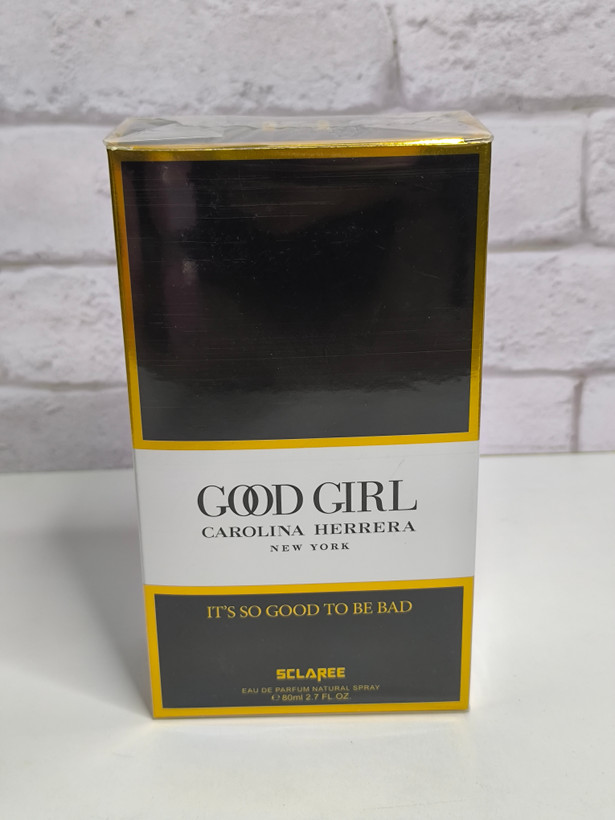 GOOD GIRL
CAROLINA HERRERA
NEW YORK
IT'S SO GOOD TO BE BAD
SCLAREE
EAU DE PARFUM NATURAL SPRAY
℮ 80ml 2.7 FL.OZ.